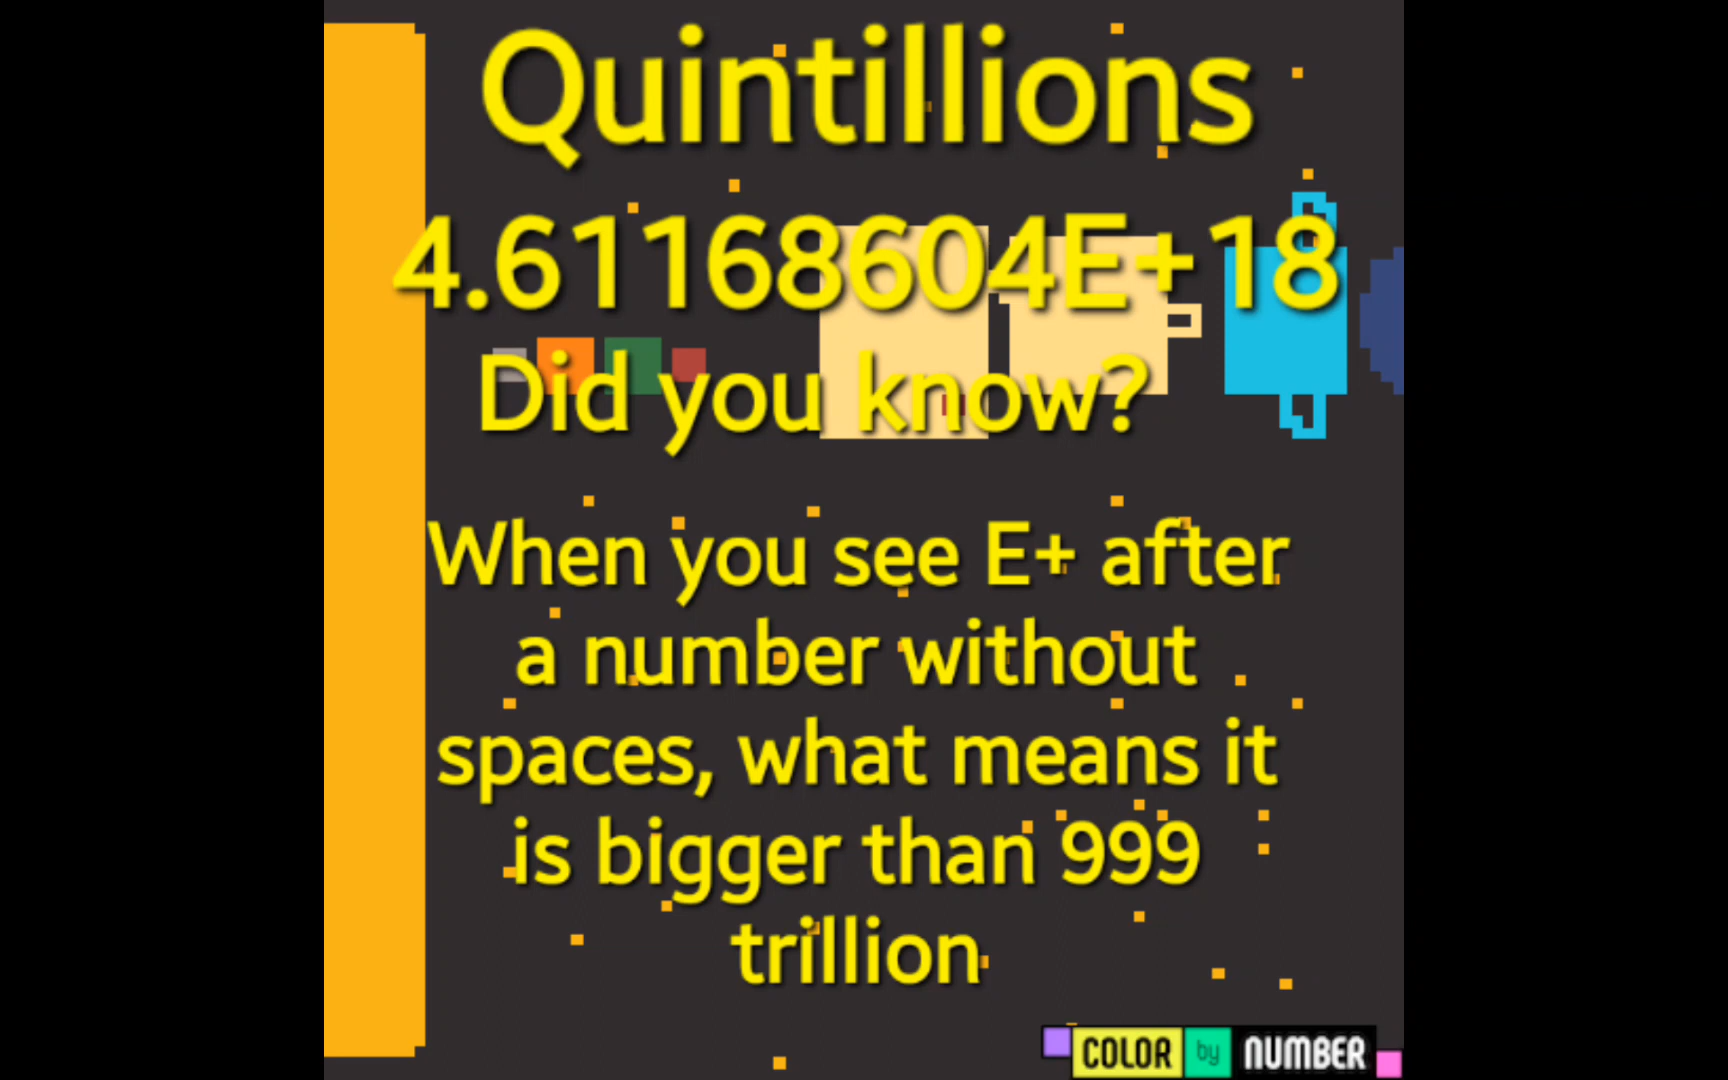 Quintillions
4.61168604E+18
Did you know?
When you see E+ after
a number without
spaces, what means it
is bigger than 999
trillion
COLOR by NUMBER